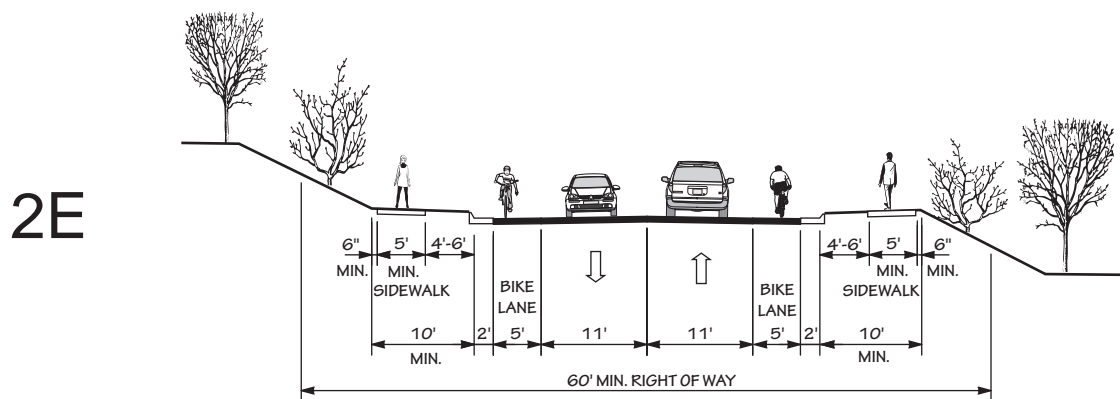 2E
6" 5' 4'-6' 4'-6' 5' 6"
MIN. MIN. MIN. MIN.
SIDEWALK SIDEWALK
BIKE BIKE
LANE LANE
10' 2' 5' 11' 11' 5' 2' 10'
MIN. MIN.
60' MIN. RIGHT OF WAY